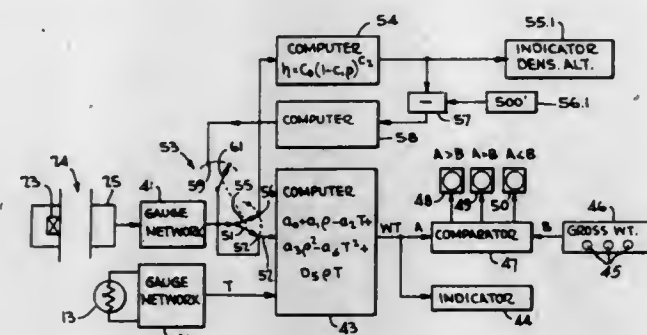 54
COMPUTER
h=C₀(1-C₁ρ)^C₂
55.1
INDICATOR
DENS. ALT.
-
57
500'
56.1
COMPUTER
58
53
61
59
55
56
51
52
52
24
23
25
41
GAUGE
NETWORK
13
GAUGE
NETWORK
T
COMPUTER
a₀+a₁ρ-a₂T+
a₃ρ²-a₆T²+
D₅ρT
43
WT
A
A>B
A=B
A<B
48
49
50
COMPARATOR
47
B
46
GROSS WT.
45
INDICATOR
44